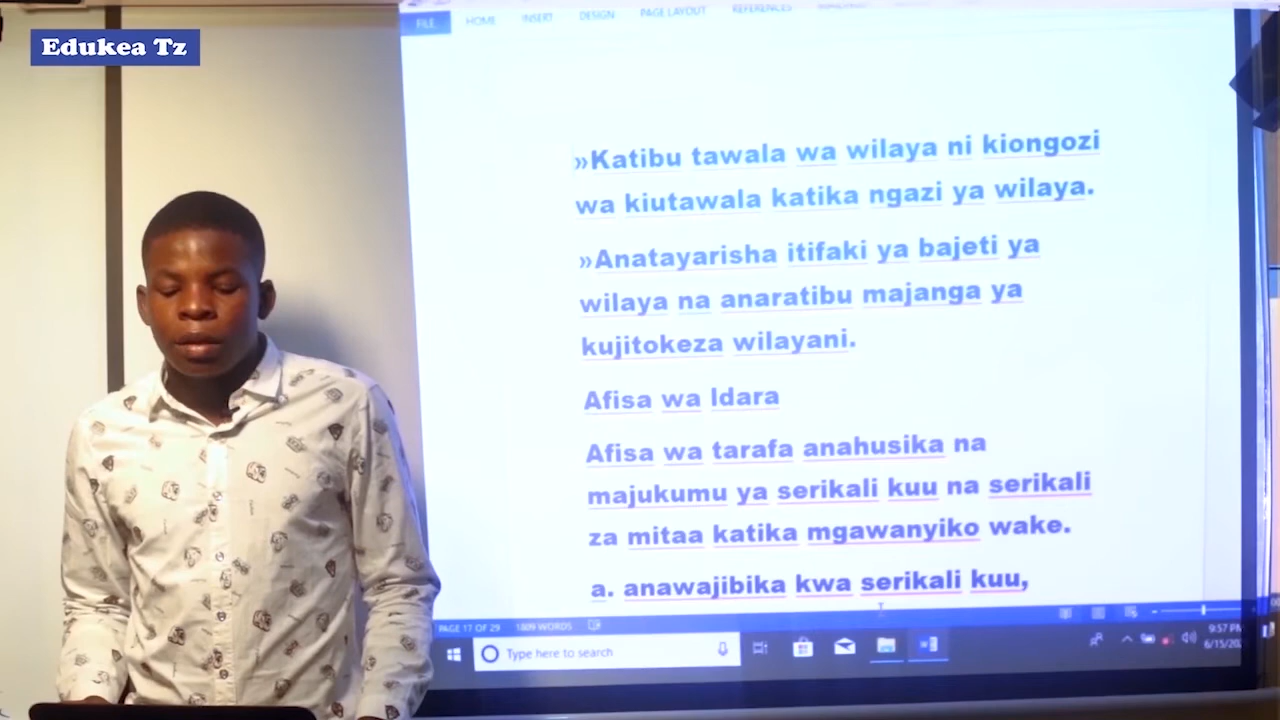 Edukea Tz
FILE HOME INSERT DESIGN PAGE LAYOUT REFERENCES
»Katibu tawala wa wilaya ni kiongozi
wa kiutawala katika ngazi ya wilaya.
»Anatayarisha itifaki ya bajeti ya
wilaya na anaratibu majanga ya
kujitokeza wilayani.
Afisa wa Idara
Afisa wa tarafa anahusika na
majukumu ya serikali kuu na serikali
za mitaa katika mgawanyiko wake.
a. anawajibika kwa serikali kuu,
PAGE 17 OF 29 1809 WORDS
Type here to search
9:57 PM